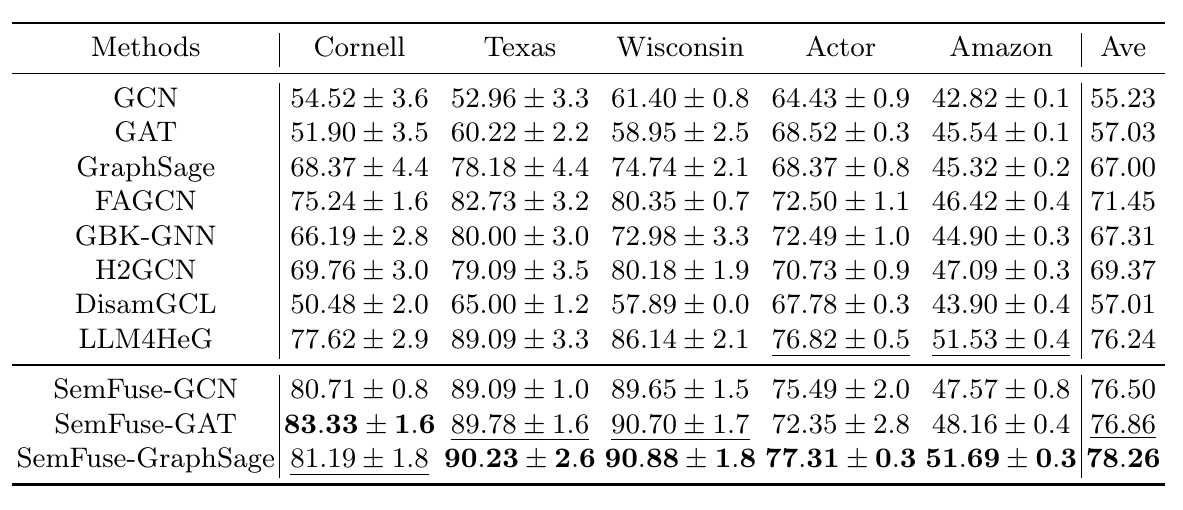 Methods Cornell Texas Wisconsin Actor Amazon Ave
GCN 54.52 ± 3.6 52.96 ± 3.3 61.40 ± 0.8 64.43 ± 0.9 42.82 ± 0.1 55.23
GAT 51.90 ± 3.5 60.22 ± 2.2 58.95 ± 2.5 68.52 ± 0.3 45.54 ± 0.1 57.03
GraphSage 68.37 ± 4.4 78.18 ± 4.4 74.74 ± 2.1 68.37 ± 0.8 45.32 ± 0.2 67.00
FAGCN 75.24 ± 1.6 82.73 ± 3.2 80.35 ± 0.7 72.50 ± 1.1 46.42 ± 0.4 71.45
GBK-GNN 66.19 ± 2.8 80.00 ± 3.0 72.98 ± 3.3 72.49 ± 1.0 44.90 ± 0.3 67.31
H2GCN 69.76 ± 3.0 79.09 ± 3.5 80.18 ± 1.9 70.73 ± 0.9 47.09 ± 0.3 69.37
DisamGCL 50.48 ± 2.0 65.00 ± 1.2 57.89 ± 0.0 67.78 ± 0.3 43.90 ± 0.4 57.01
LLM4HeG 77.62 ± 2.9 89.09 ± 3.3 86.14 ± 2.1 76.82 ± 0.5 51.53 ± 0.4 76.24
SemFuse-GCN 80.71 ± 0.8 89.09 ± 1.0 89.65 ± 1.5 75.49 ± 2.0 47.57 ± 0.8 76.50
SemFuse-GAT 83.33 ± 1.6 89.78 ± 1.6 90.70 ± 1.7 72.35 ± 2.8 48.16 ± 0.4 76.86
SemFuse-GraphSage 81.19 ± 1.8 90.23 ± 2.6 90.88 ± 1.8 77.31 ± 0.3 51.69 ± 0.3 78.26